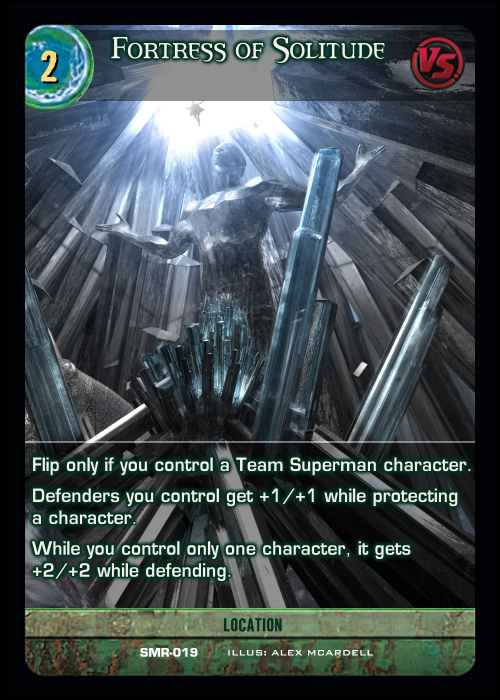 2
Fortress of Solitude
VS.
Flip only if you control a Team Superman character.
Defenders you control get +1/+1 while protecting
a character.
While you control only one character, it gets
+2/+2 while defending.
LOCATION
SMR-019 ILLUS: ALEX MCARDELL